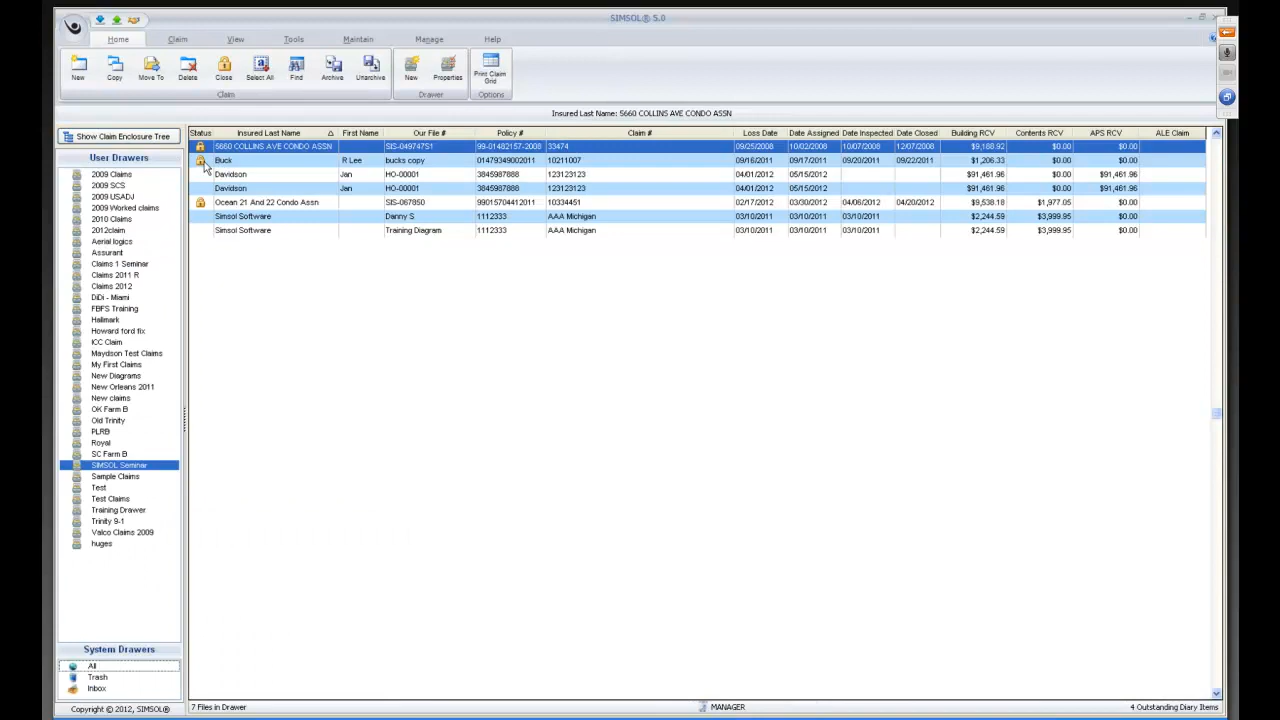 SIMSOL® 5.0
Home Claim View Tools Maintain Manage Help
New Copy Move To Delete Close Select All Find Archive Unarchive New Properties Print Claim Grid
Claim Drawer Options
Insured Last Name: 5660 COLLINS AVE CONDO ASSN
Show Claim Enclosure Tree
User Drawers
2009 Claims
2009 SCS
2009 USADJ
2009 Worked claims
2010 Claims
2012claim
Aerial logics
Assurant
Claims 1 Seminar
Claims 2011 R
Claims 2012
DiDi - Miami
FBFS Training
Hallmark
Howard ford fix
ICC Claim
Maydson Test Claims
My First Claims
New Diagrams
New Orleans 2011
New claims
OK Farm B
Old Trinity
PLRB
Royal
SC Farm B
SIMSOL Seminar
Sample Claims
Test
Test Claims
Training Drawer
Trinity 9-1
Valco Claims 2009
huges
System Drawers
All
Trash
Inbox
Copyright © 2012, SIMSOL®
Status Insured Last Name First Name Our File # Policy # Claim # Loss Date Date Assigned Date Inspected Date Closed Building RCV Contents RCV APS RCV ALE Claim
5660 COLLINS AVE CONDO ASSN SIS-049747S1 99-01482157-2008 33474 09/25/2008 10/02/2008 10/07/2008 12/07/2008 $9,188.92 $0.00 $0.00
Buck R Lee bucks copy 01479349002011 10211007 09/16/2011 09/17/2011 09/20/2011 09/22/2011 $1,206.33 $0.00 $0.00
Davidson Jan HO-00001 3845987888 123123123 04/01/2012 05/15/2012 $91,461.96 $0.00 $91,461.96
Davidson Jan HO-00001 3845987888 123123123 04/01/2012 05/15/2012 $91,461.96 $0.00 $91,461.96
Ocean 21 And 22 Condo Assn SIS-067850 99015704412011 10334451 02/17/2012 03/30/2012 04/06/2012 04/20/2012 $9,538.18 $1,977.05 $0.00
Simsol Software Danny S 1112333 AAA Michigan 03/10/2011 03/10/2011 03/10/2011 $2,244.59 $3,999.95 $0.00
Simsol Software Training Diagram 1112333 AAA Michigan 03/10/2011 03/10/2011 03/10/2011 $2,244.59 $3,999.95 $0.00
7 Files in Drawer MANAGER 4 Outstanding Diary Items